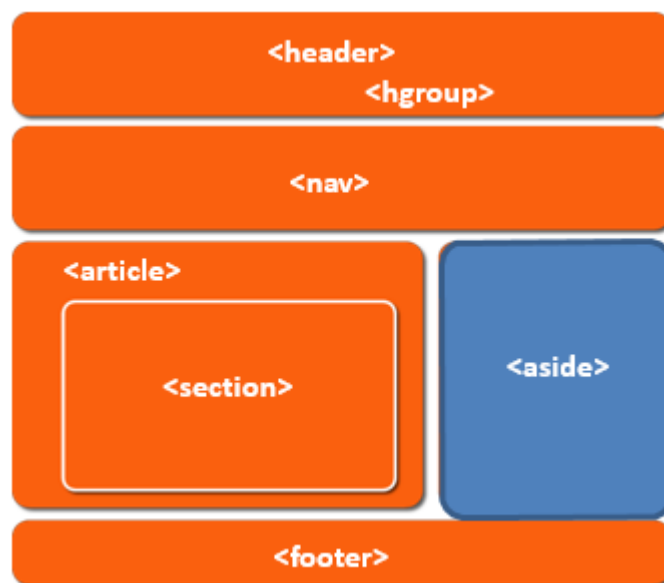 <header>
<hgroup>
<nav>
<article>
<section>
<aside>
<footer>